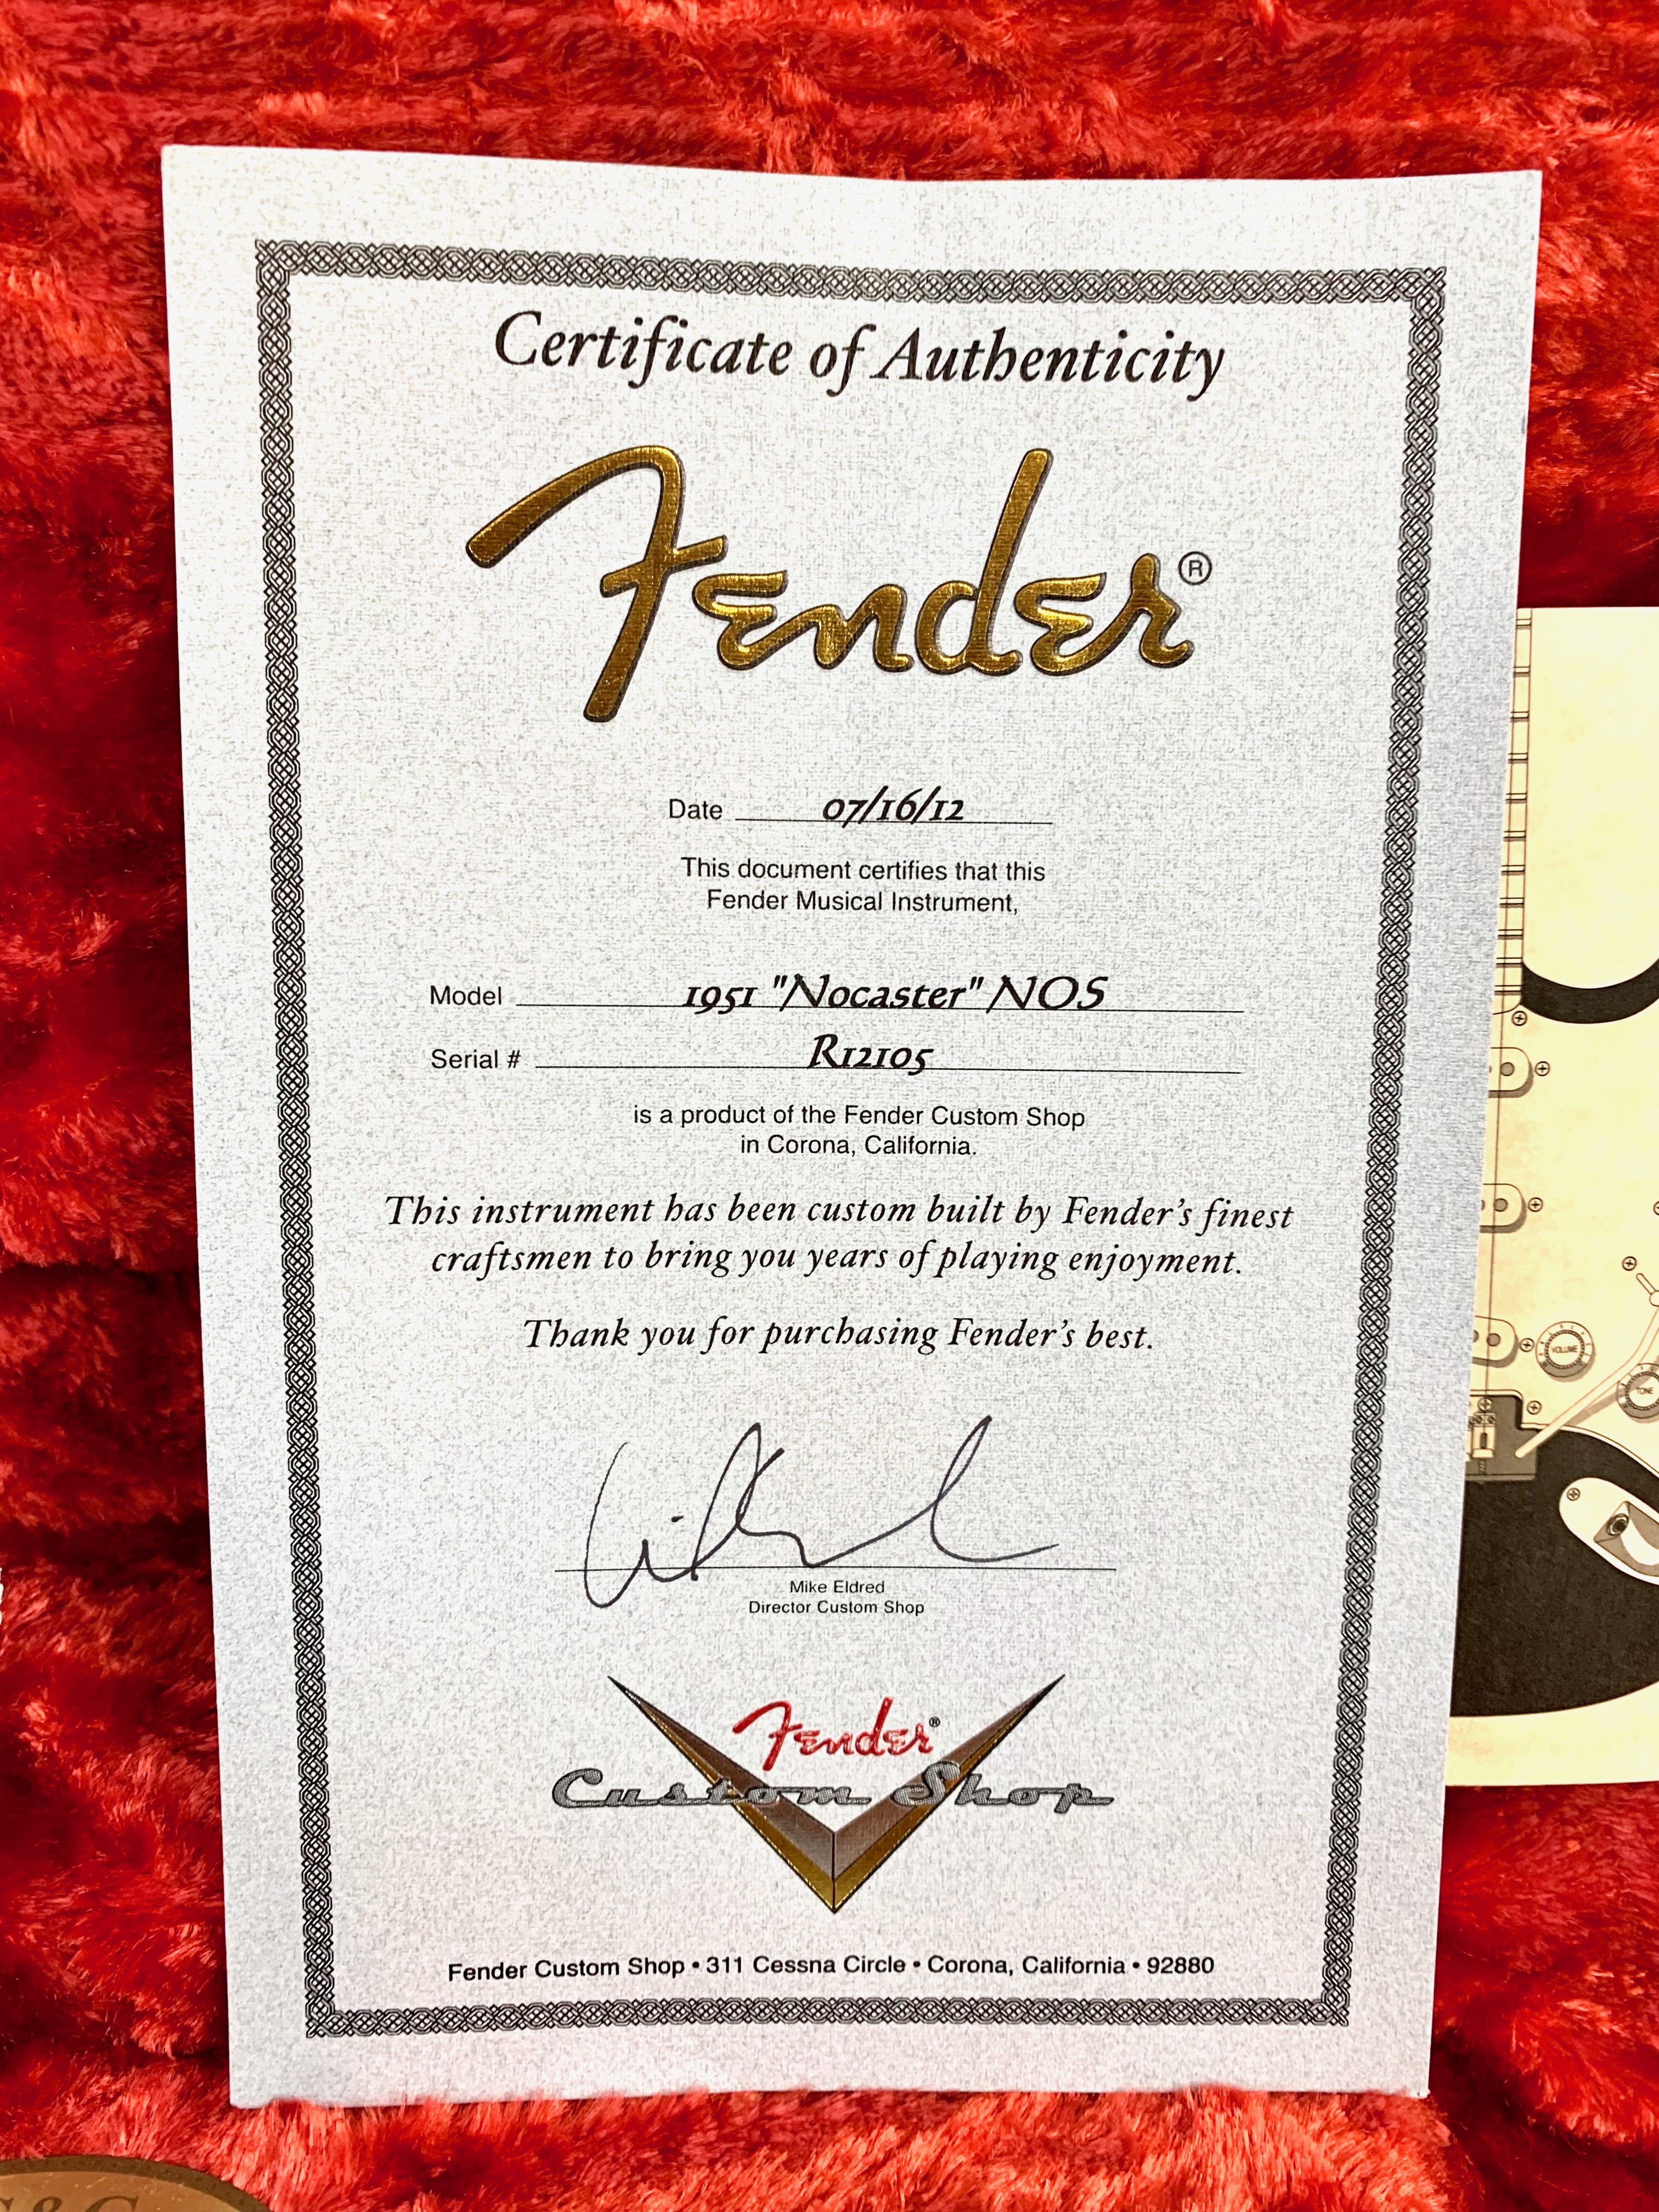 Certificate of Authenticity
Fender®
Date 07/16/12
This document certifies that this
Fender Musical Instrument,
Model 1951 "Nocaster" NOS
Serial # R12105
is a product of the Fender Custom Shop
in Corona, California.
This instrument has been custom built by Fender's finest
craftsmen to bring you years of playing enjoyment.
Thank you for purchasing Fender's best.
Mike Eldred
Director Custom Shop
Fender®
Custom Shop
Fender Custom Shop • 311 Cessna Circle • Corona, California • 92880
VOLUME
TONE
G&G